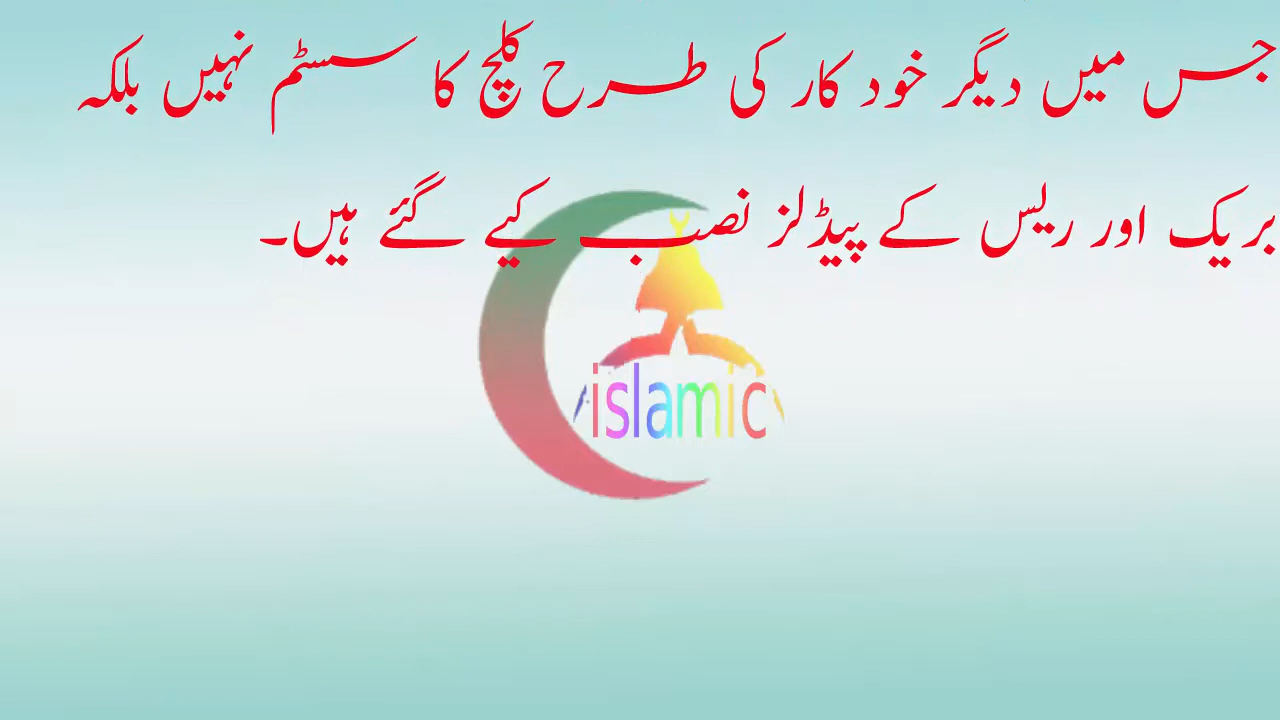 جس میں دیگر خود کار کی طرح کلچ کا سسٹم نہیں بلکہ
بریک اور ریس کے پیڈلز نصب کیے گئے ہیں۔
islamic